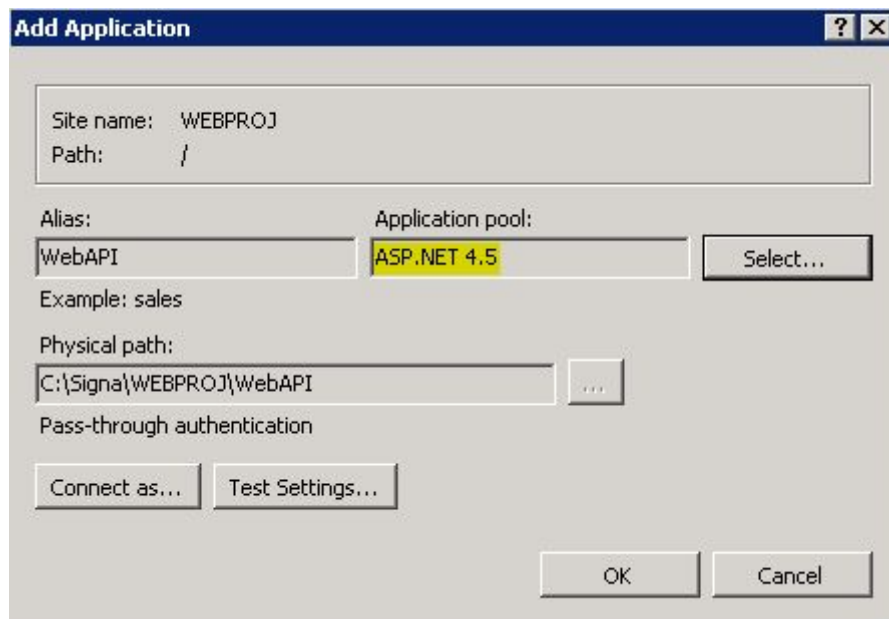 Add Application
Site name: WEBPROJ
Path: /
Alias:
Application pool:
WebAPI
ASP.NET 4.5
Select...
Example: sales
Physical path:
C:\Signa\WEBPROJ\WebAPI
...
Pass-through authentication
Connect as...
Test Settings...
OK
Cancel